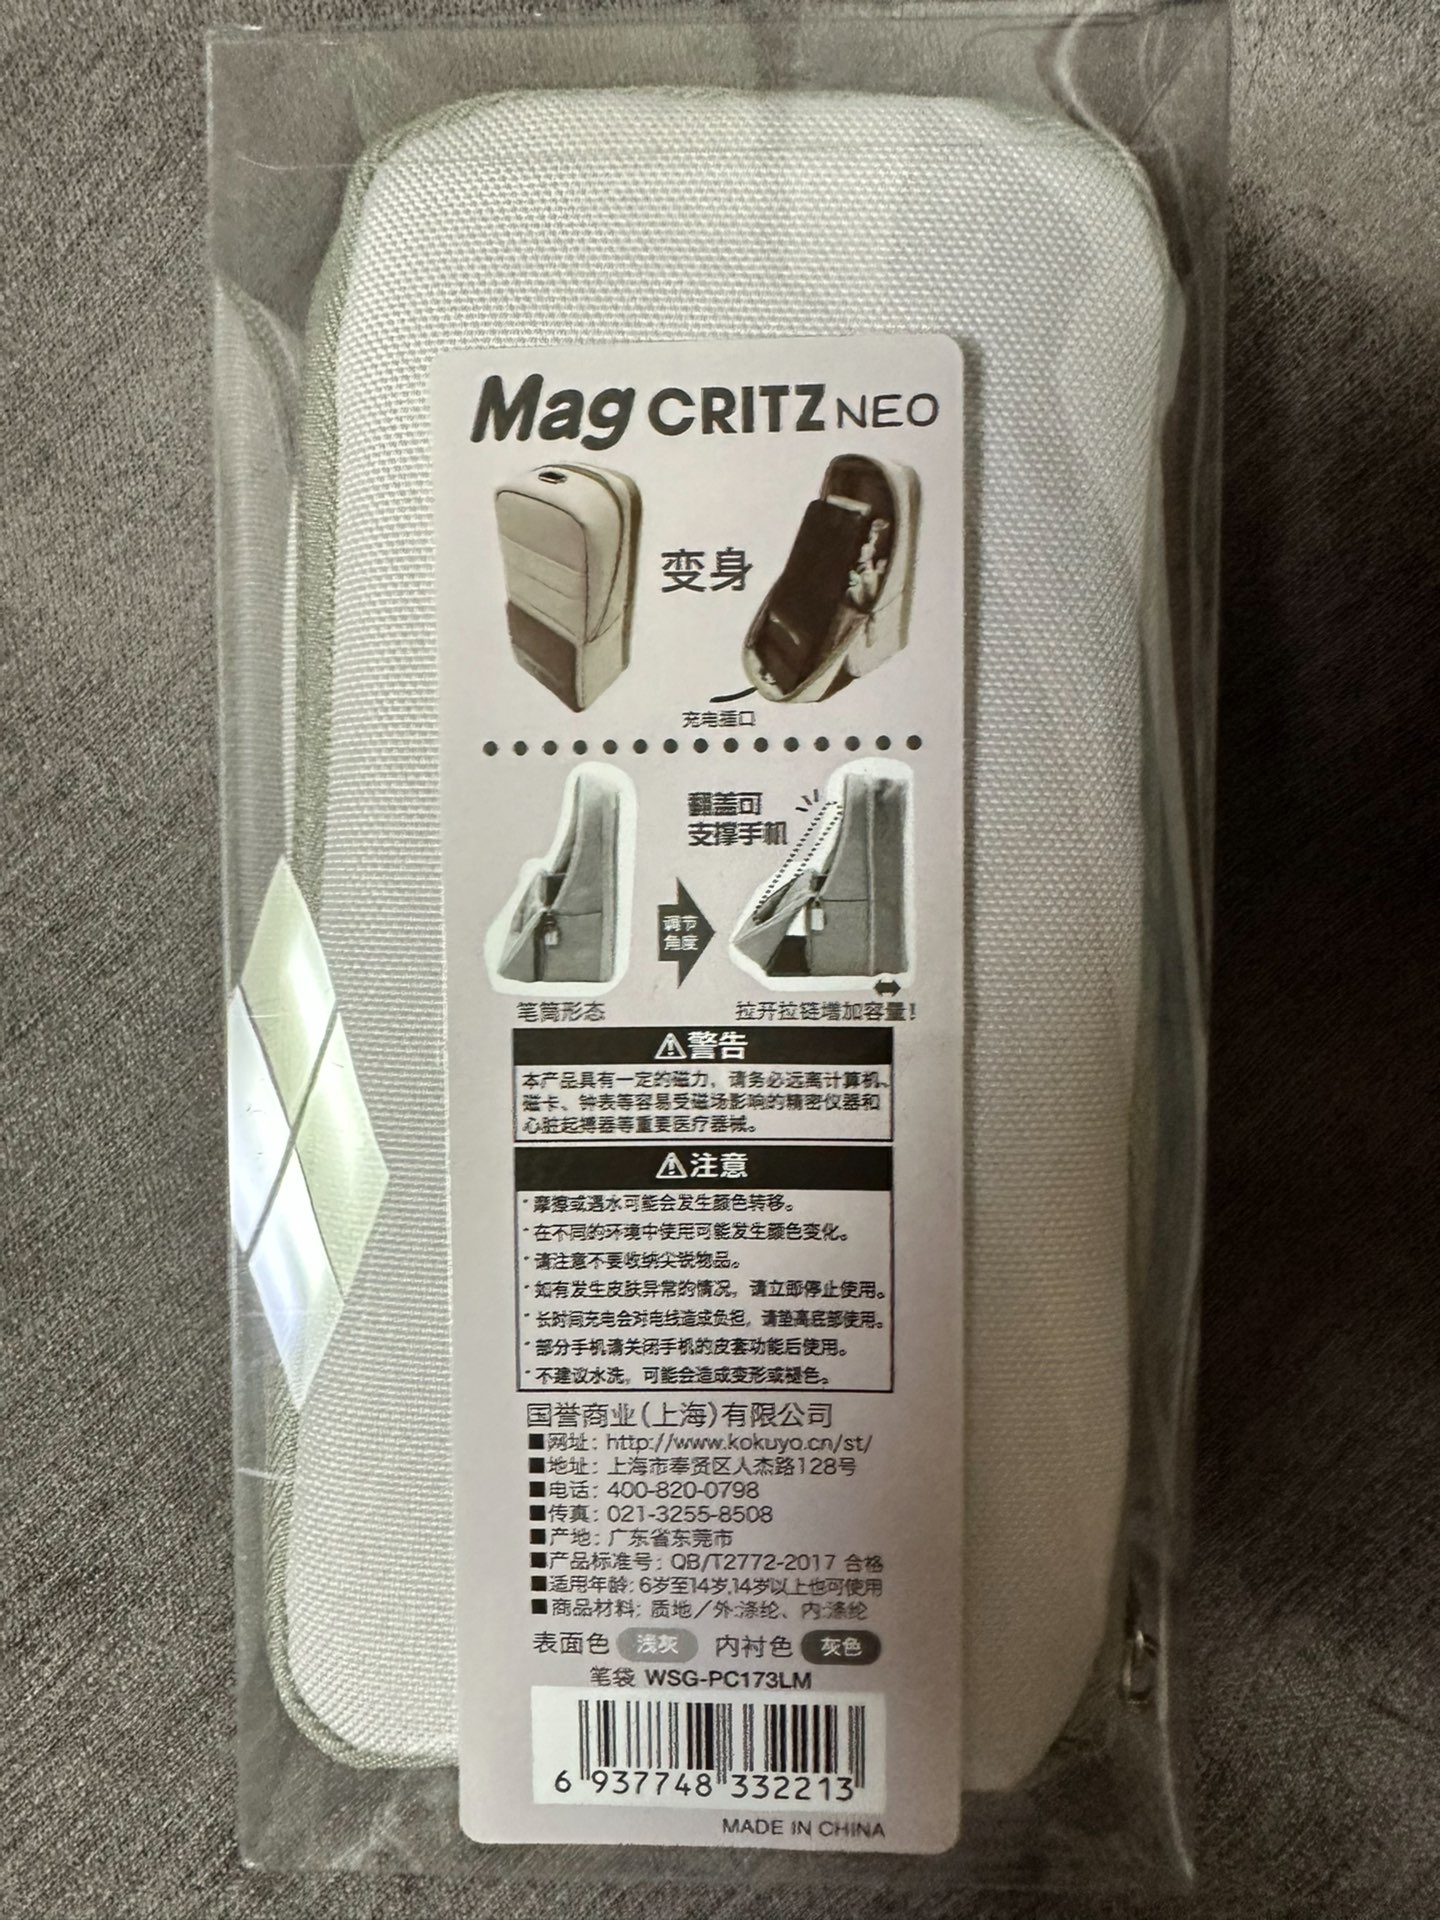 Mag CRITZ NEO
变身
充电插口
翻盖可
支撑手机
调节
角度
笔筒形态
拉开拉链增加容量！
警告
本产品具有一定的磁力，请务必远离计算机、
磁卡、钟表等容易受磁场影响的精密仪器和
心脏起搏器等重要医疗器械。
注意
·摩擦或遇水可能会发生颜色转移。
·在不同的环境中使用可能发生颜色变化。
·请注意不要收纳尖锐物品。
·如有发生皮肤异常的情况，请立即停止使用。
·长时间充电会对电线造成负担，请垫高底部使用。
·部分手机请关闭手机的皮套功能后使用。
·不建议水洗，可能会造成变形或褪色。
国誉商业(上海)有限公司
■网址：http://www.kokuyo.cn/st/
■地址：上海市奉贤区人杰路128号
■电话：400-820-0798
■传真：021-3255-8508
■产地：广东省东莞市
■产品标准号：QB/T2772-2017 合格
■适用年龄：6岁至14岁,14岁以上也可使用
■商品材料：质地／外:涤纶、内:涤纶
表面色 浅灰 内衬色 灰色
笔袋 WSG-PC173LM
6 937748 332213
MADE IN CHINA